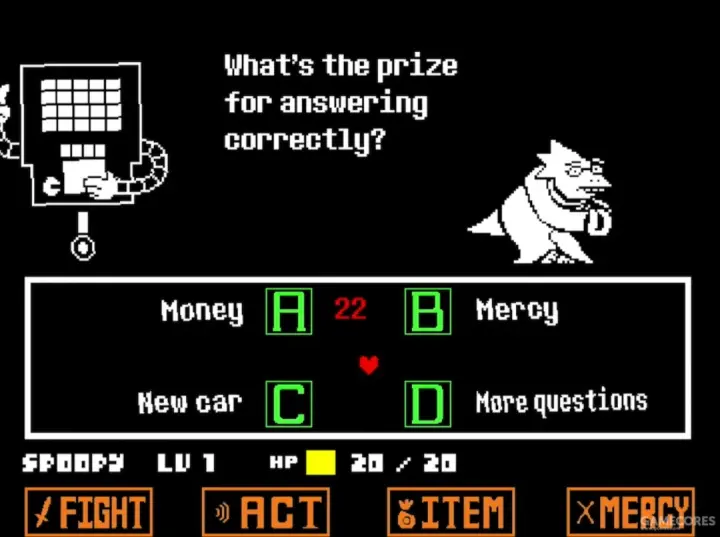 What's the prize
for answering
correctly?
Money A 22 B Mercy
New car C D More questions
SPOOPY LV 1 HP 20 / 20
FIGHT ACT ITEM MERCY
GAMECORES